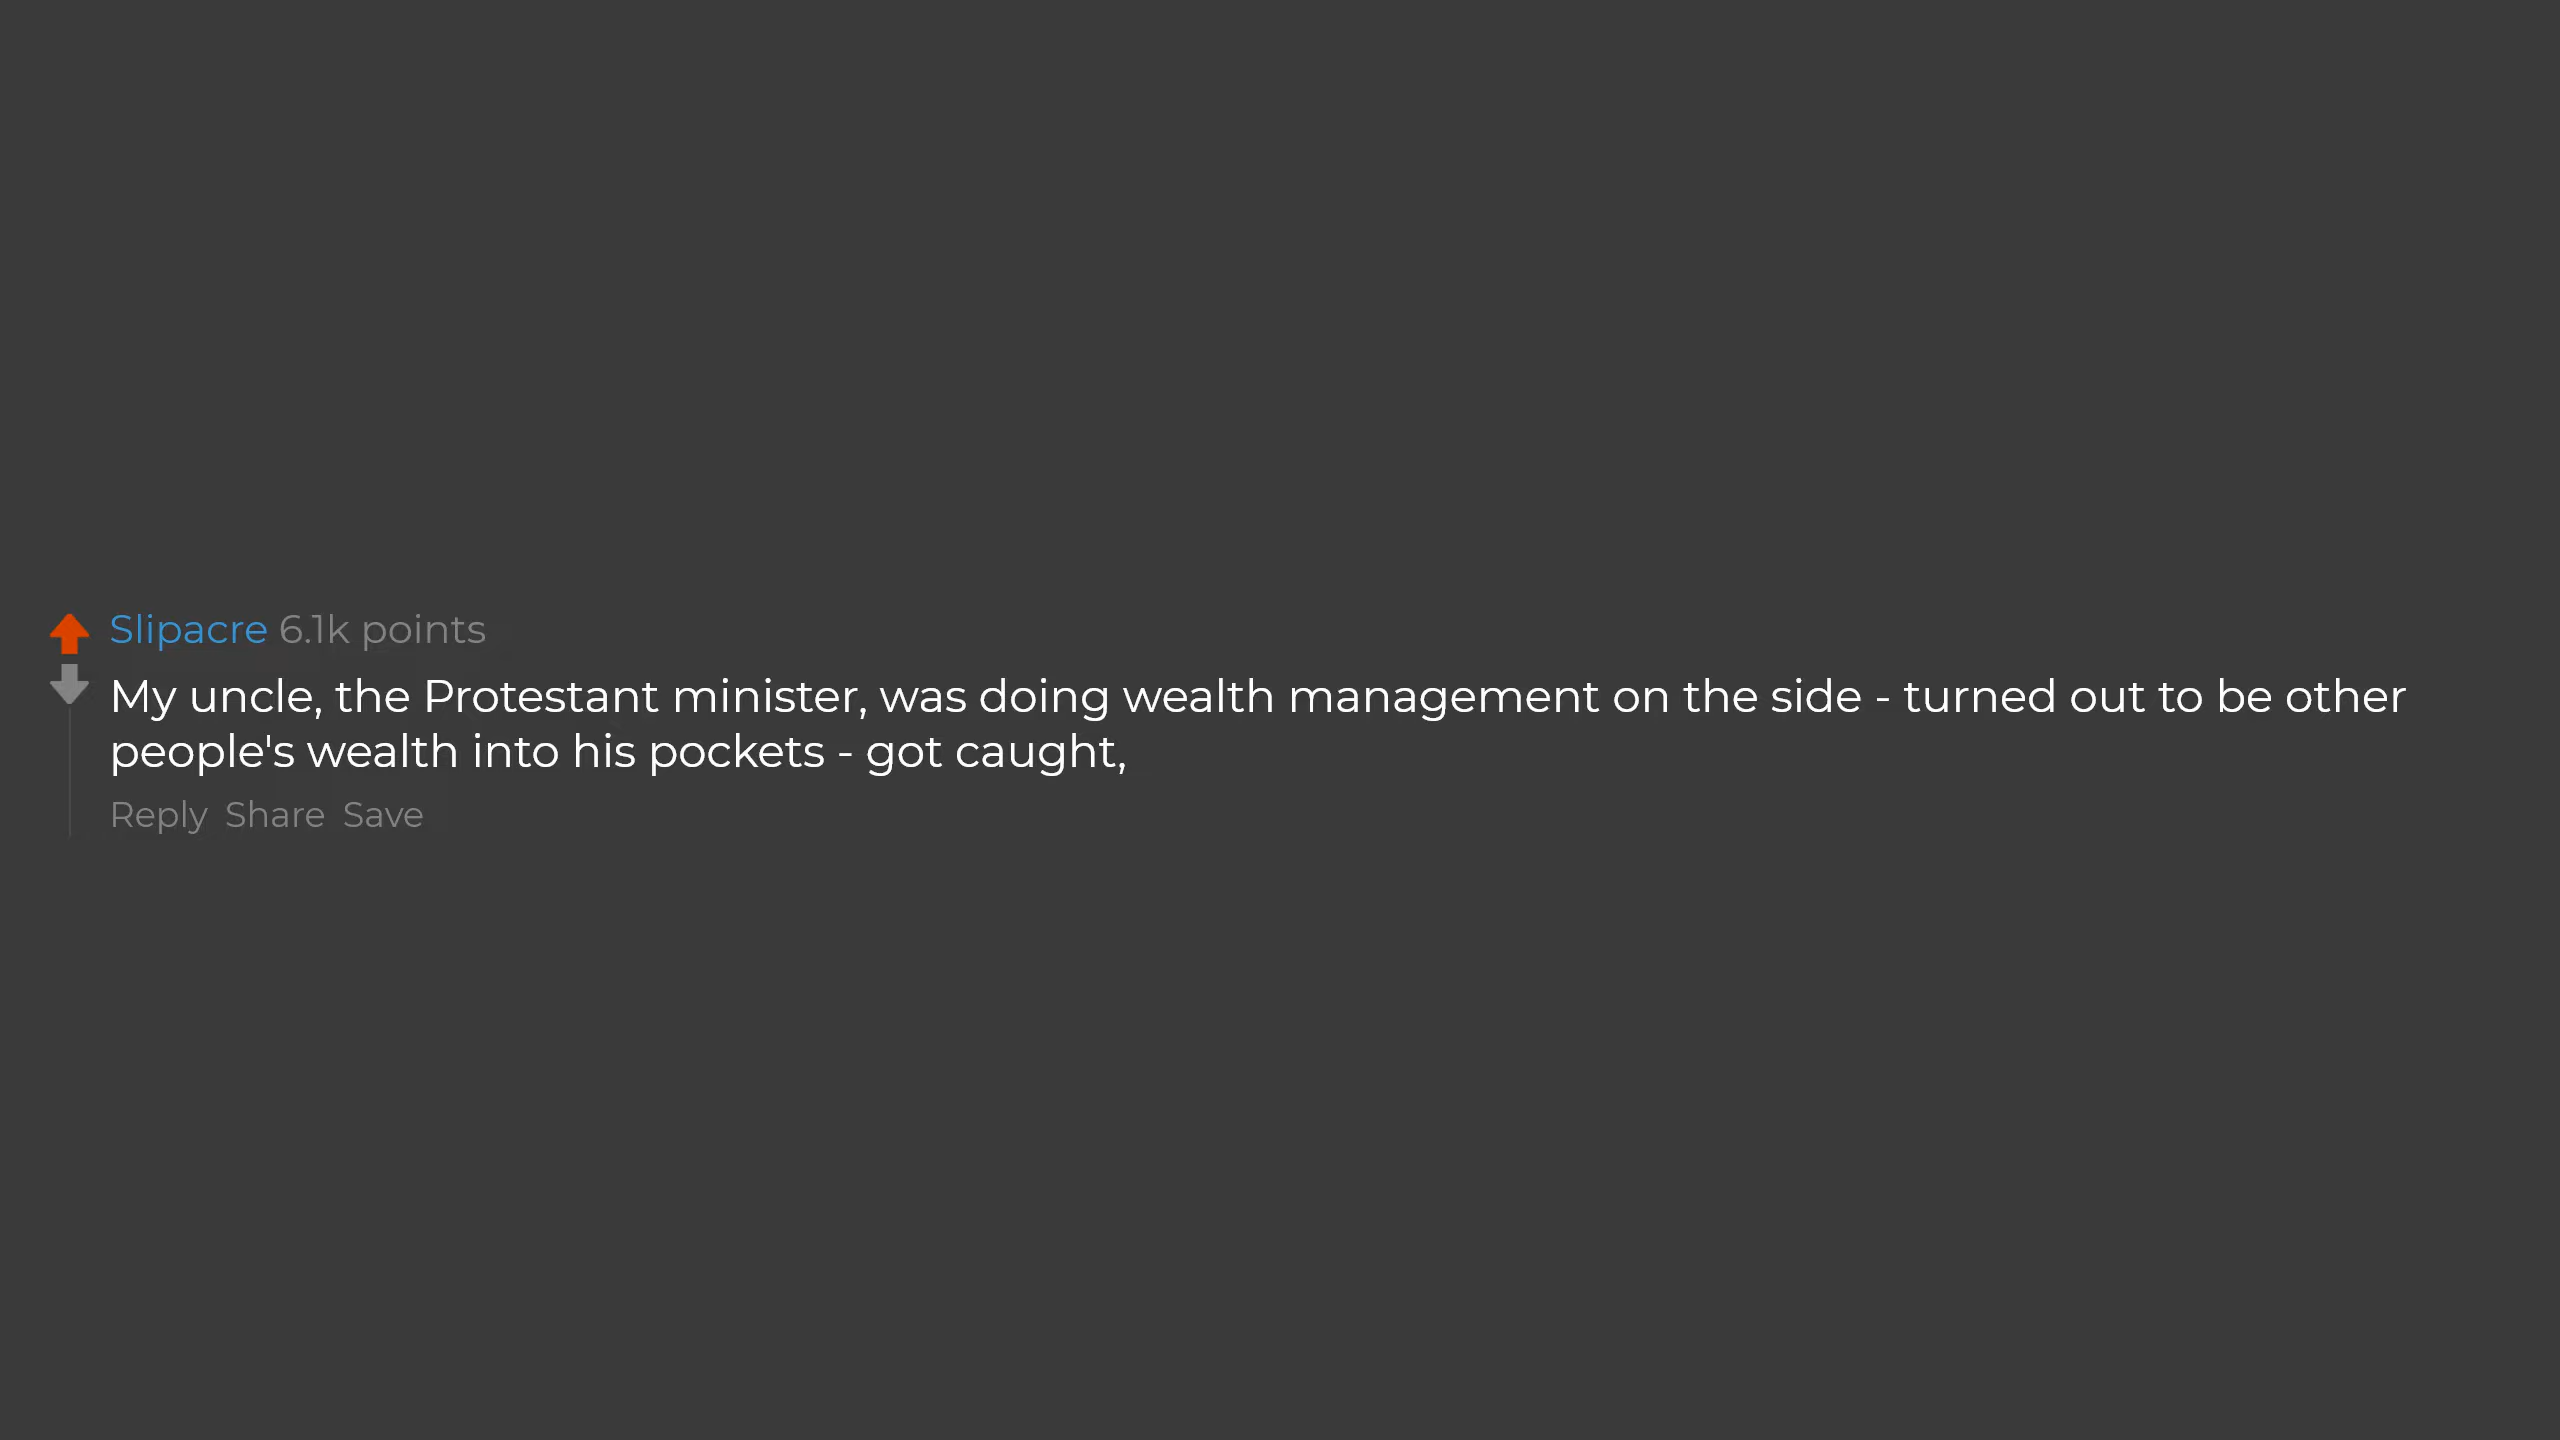 Slipacre 6.1k points
My uncle, the Protestant minister, was doing wealth management on the side - turned out to be other
people's wealth into his pockets - got caught,
Reply Share Save